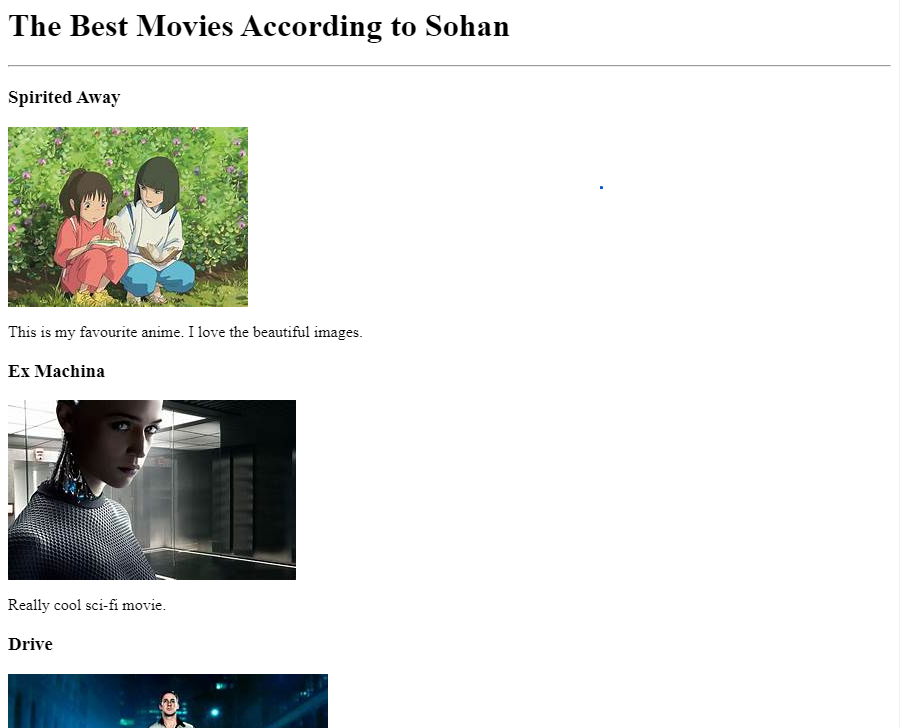 The Best Movies According to Sohan
Spirited Away
This is my favourite anime. I love the beautiful images.
Ex Machina
Really cool sci-fi movie.
Drive